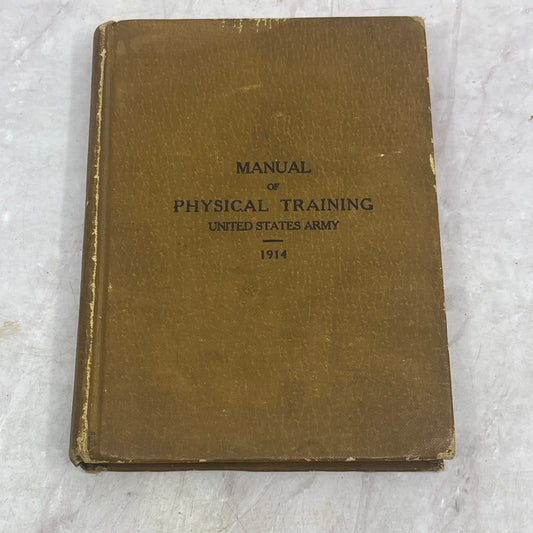 MANUAL
OF
PHYSICAL TRAINING
UNITED STATES ARMY
1914